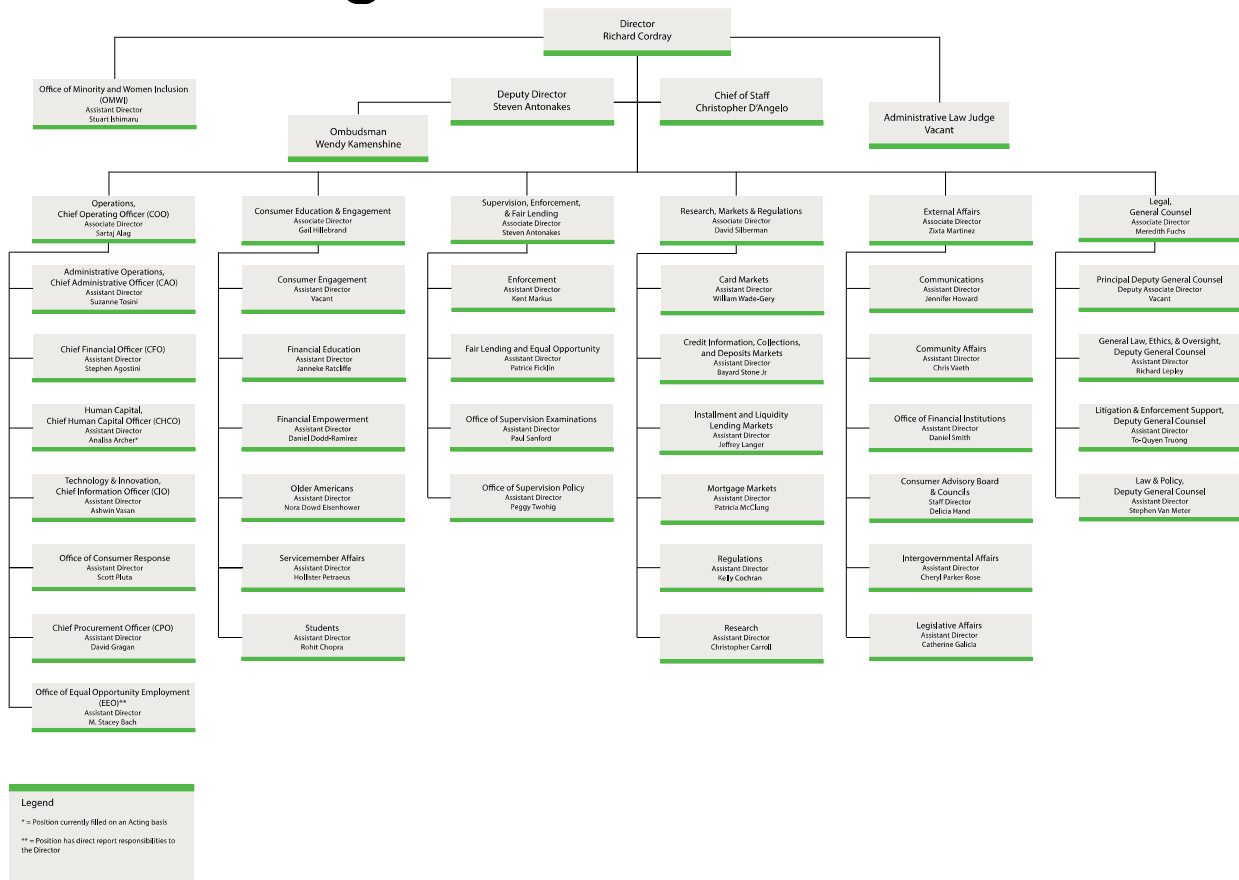 Director
Richard Cordray
Office of Minority and Women Inclusion
(OMWI)
Assistant Director
Stuart Ishimaru
Deputy Director
Steven Antonakes
Chief of Staff
Christopher D'Angelo
Ombudsman
Wendy Kamenshine
Administrative Law Judge
Vacant
Operations,
Chief Operating Officer (COO)
Associate Director
Sartaj Alag
Administrative Operations,
Chief Administrative Officer (CAO)
Assistant Director
Suzanne Tosini
Chief Financial Officer (CFO)
Assistant Director
Stephen Agostini
Human Capital,
Chief Human Capital Officer (CHCO)
Assistant Director
Analisa Archer*
Technology & Innovation,
Chief Information Officer (CIO)
Assistant Director
Ashwin Vasan
Office of Consumer Response
Assistant Director
Scott Pluta
Chief Procurement Officer (CPO)
Assistant Director
David Gragan
Office of Equal Opportunity Employment
(EEO)**
Assistant Director
M. Stacey Bach
Consumer Education & Engagement
Associate Director
Gail Hillebrand
Consumer Engagement
Assistant Director
Vacant
Financial Education
Assistant Director
Janneke Ratcliffe
Financial Empowerment
Assistant Director
Daniel Dodd-Ramirez
Older Americans
Assistant Director
Nora Dowd Eisenhower
Servicemember Affairs
Assistant Director
Hollister Petraeus
Students
Assistant Director
Rohit Chopra
Supervision, Enforcement,
& Fair Lending
Associate Director
Steven Antonakes
Enforcement
Assistant Director
Kent Markus
Fair Lending and Equal Opportunity
Assistant Director
Patrice Ficklin
Office of Supervision Examinations
Assistant Director
Paul Sanford
Office of Supervision Policy
Assistant Director
Peggy Twohig
Research, Markets & Regulations
Associate Director
David Silberman
Card Markets
Assistant Director
William Wade-Gery
Credit Information, Collections,
and Deposits Markets
Assistant Director
Bayard Stone Jr
Installment and Liquidity
Lending Markets
Assistant Director
Jeffrey Langer
Mortgage Markets
Assistant Director
Patricia McClung
Regulations
Assistant Director
Kelly Cochran
Research
Assistant Director
Christopher Carroll
External Affairs
Associate Director
Zixta Martinez
Communications
Assistant Director
Jennifer Howard
Community Affairs
Assistant Director
Chris Vaeth
Office of Financial Institutions
Assistant Director
Daniel Smith
Consumer Advisory Board
& Councils
Staff Director
Delicia Hand
Intergovernmental Affairs
Assistant Director
Cheryl Parker Rose
Legislative Affairs
Assistant Director
Catherine Galicia
Legal,
General Counsel
Associate Director
Meredith Fuchs
Principal Deputy General Counsel
Deputy Associate Director
Vacant
General Law, Ethics, & Oversight,
Deputy General Counsel
Assistant Director
Richard Lepley
Litigation & Enforcement Support,
Deputy General Counsel
Assistant Director
To-Quyen Truong
Law & Policy,
Deputy General Counsel
Assistant Director
Stephen Van Meter
Legend
* = Position currently filled on an Acting basis
** = Position has direct report responsibilities to
the Director